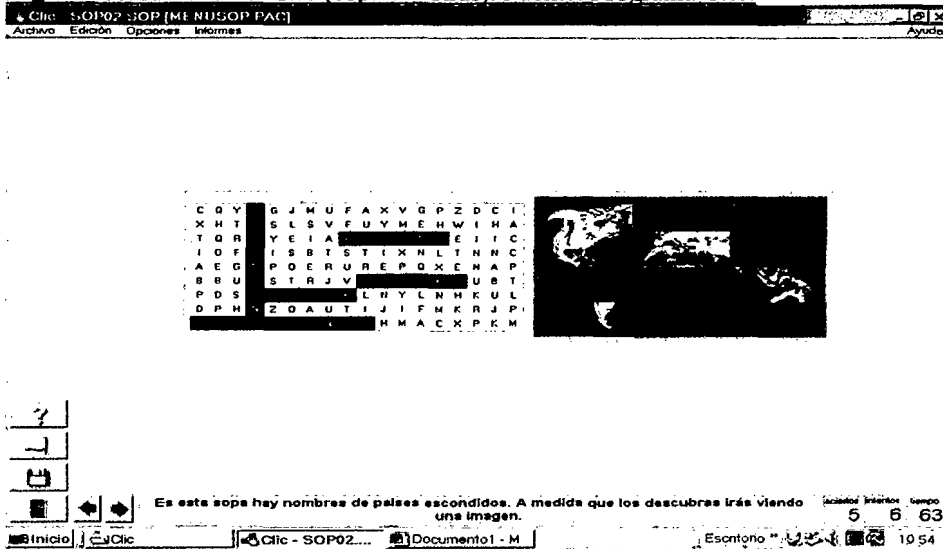 Clic - SOP02.SOP [MENUSOP.PAC]
Archivo Edición Opciones Informes Ayuda
C Q Y G J M U F A X V G P Z D C I
X H T S L S V F U Y M E H W I H A
T Q R Y E I A E I I C
I O F I S B T S T I X N L T N N C
A E G P Q E R U R E P Q X E N A P
B B U S T R J V U B T
P D S L N Y L N H K U L
D P H Z O A U T I J I F M K R J P
H M A C X P K M
Es esta sopa hay nombres de países escondidos. A medida que los descubras irás viendo una imagen.
aciertos intentos tiempo
5 6 63
Inicio Clic Clic - SOP02.... Documento1 - M Escritorio » 19:54